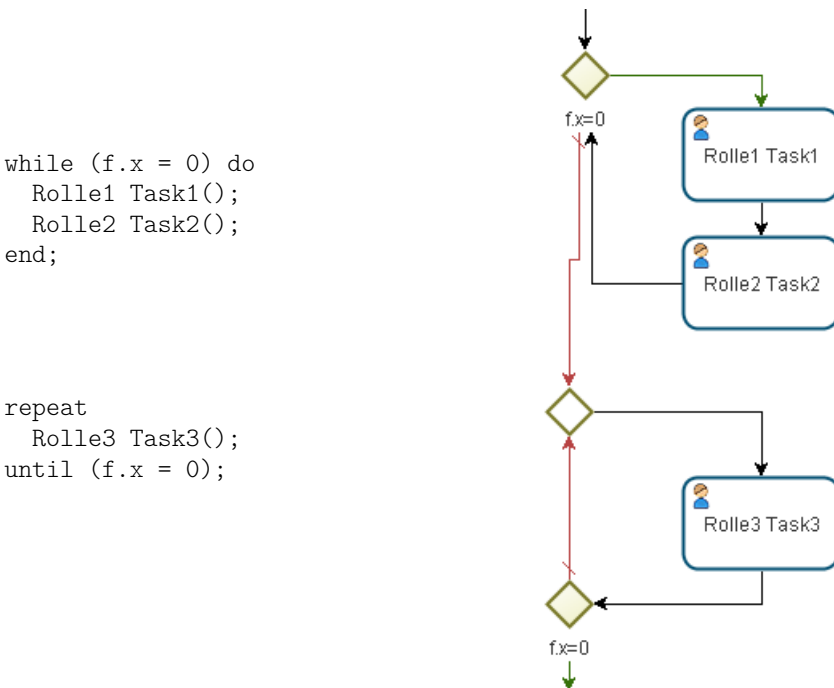 while (f.x = 0) do
Rolle1 Task1();
Rolle2 Task2();
end;
repeat
Rolle3 Task3();
until (f.x = 0);
f.x=0
Rolle1 Task1
Rolle2 Task2
Rolle3 Task3
f.x=0